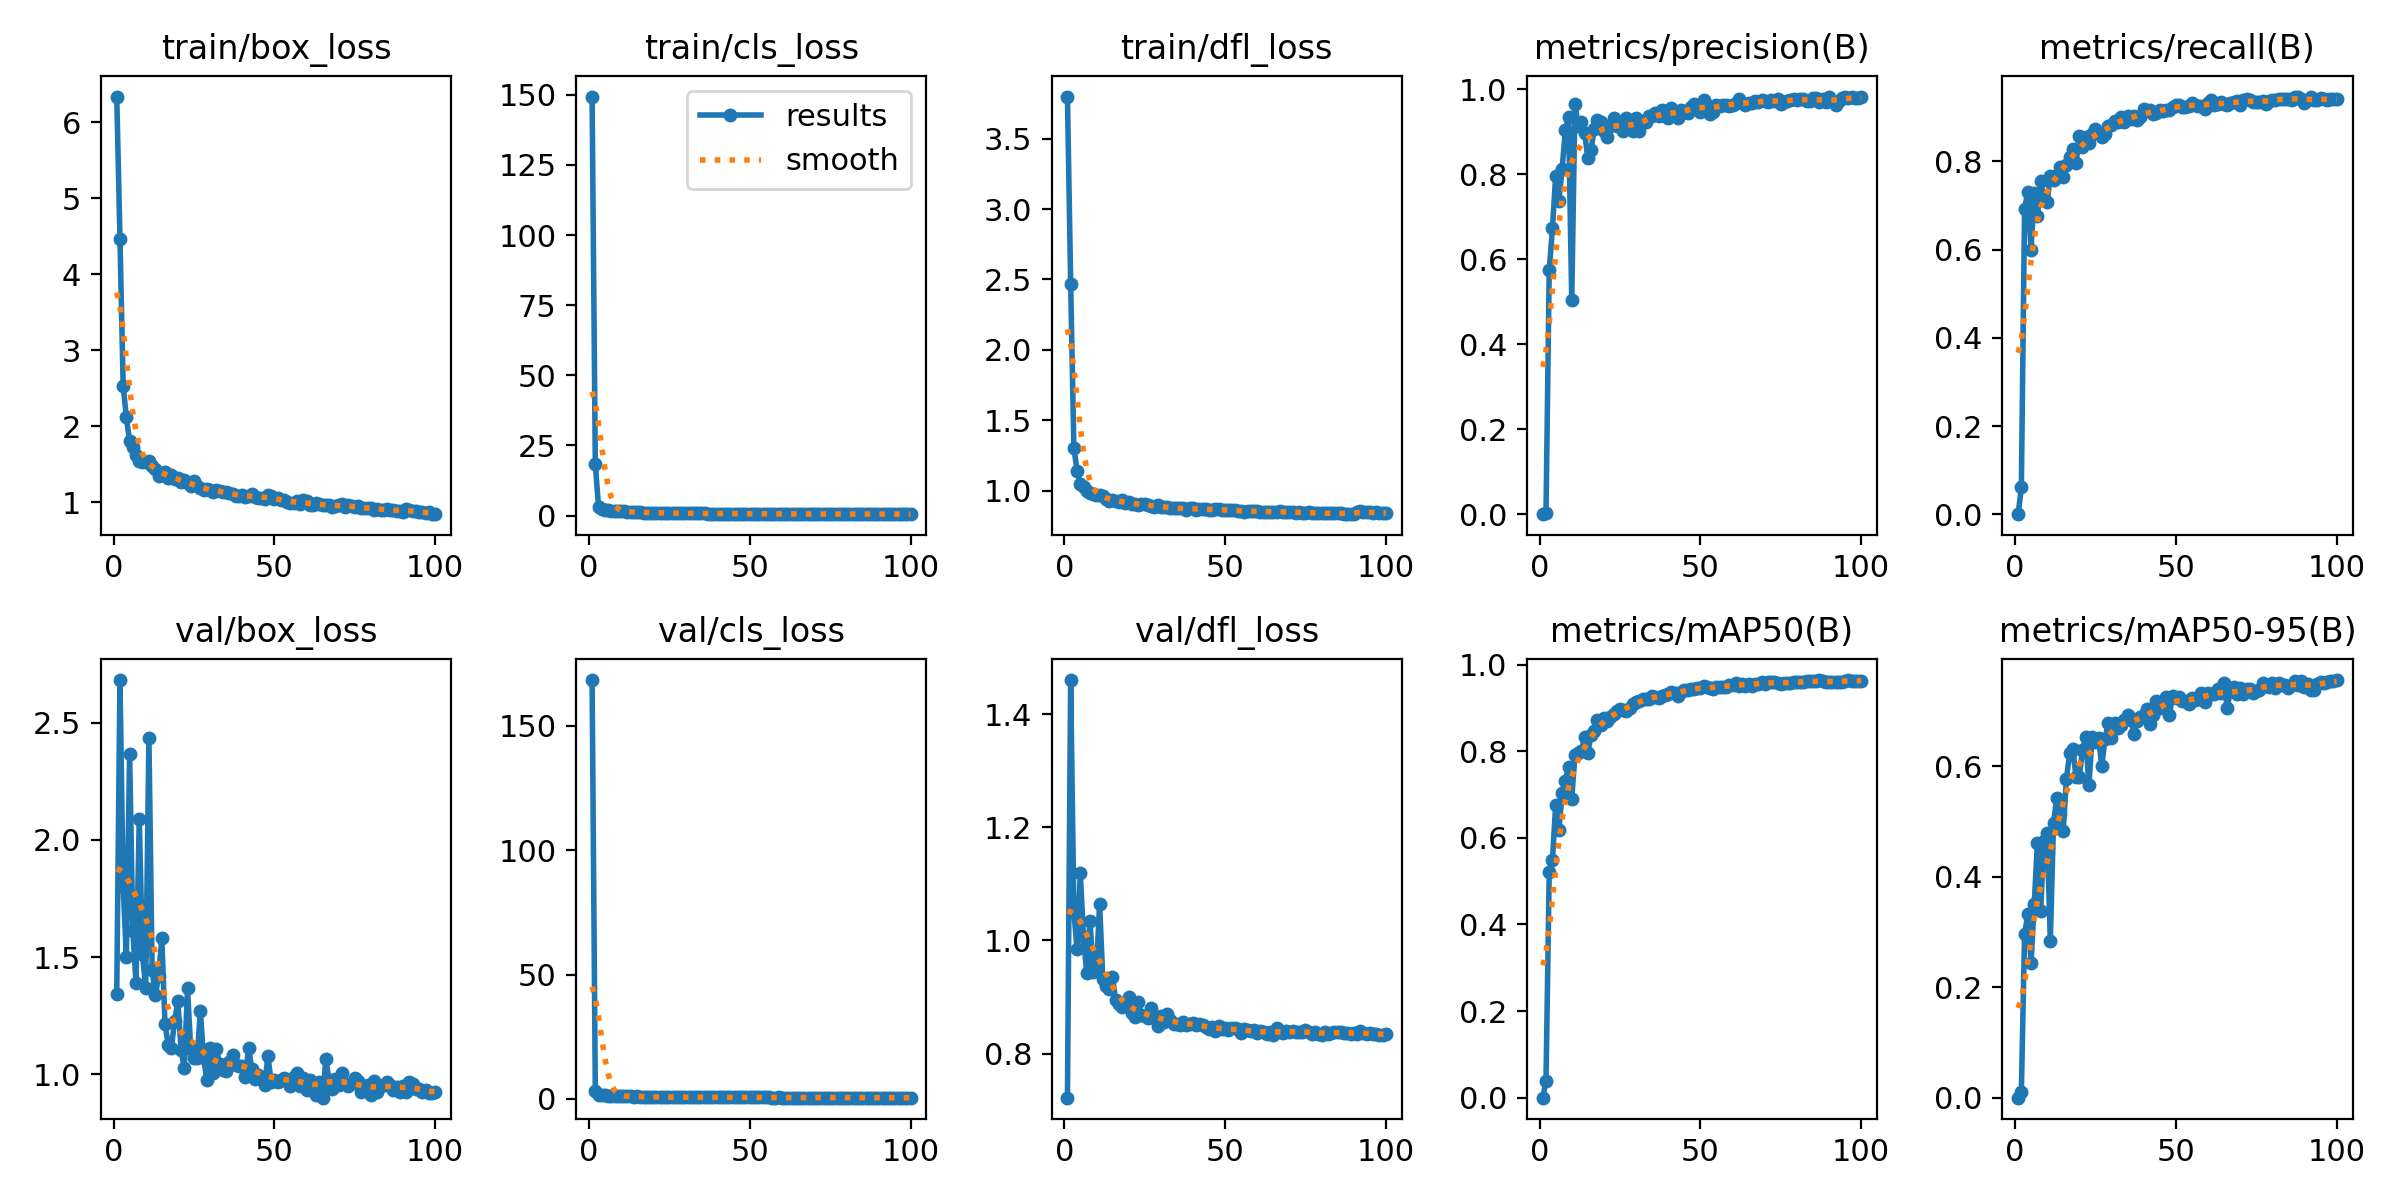 train/box_loss
6
5
4
3
2
1
0 50 100
train/cls_loss
150
125
100
75
50
25
0
0 50 100
results
smooth
train/dfl_loss
3.5
3.0
2.5
2.0
1.5
1.0
0 50 100
metrics/precision(B)
1.0
0.8
0.6
0.4
0.2
0.0
0 50 100
metrics/recall(B)
0.8
0.6
0.4
0.2
0.0
0 50 100
val/box_loss
2.5
2.0
1.5
1.0
0 50 100
val/cls_loss
150
100
50
0
0 50 100
val/dfl_loss
1.4
1.2
1.0
0.8
0 50 100
metrics/mAP50(B)
1.0
0.8
0.6
0.4
0.2
0.0
0 50 100
metrics/mAP50-95(B)
0.6
0.4
0.2
0.0
0 50 100